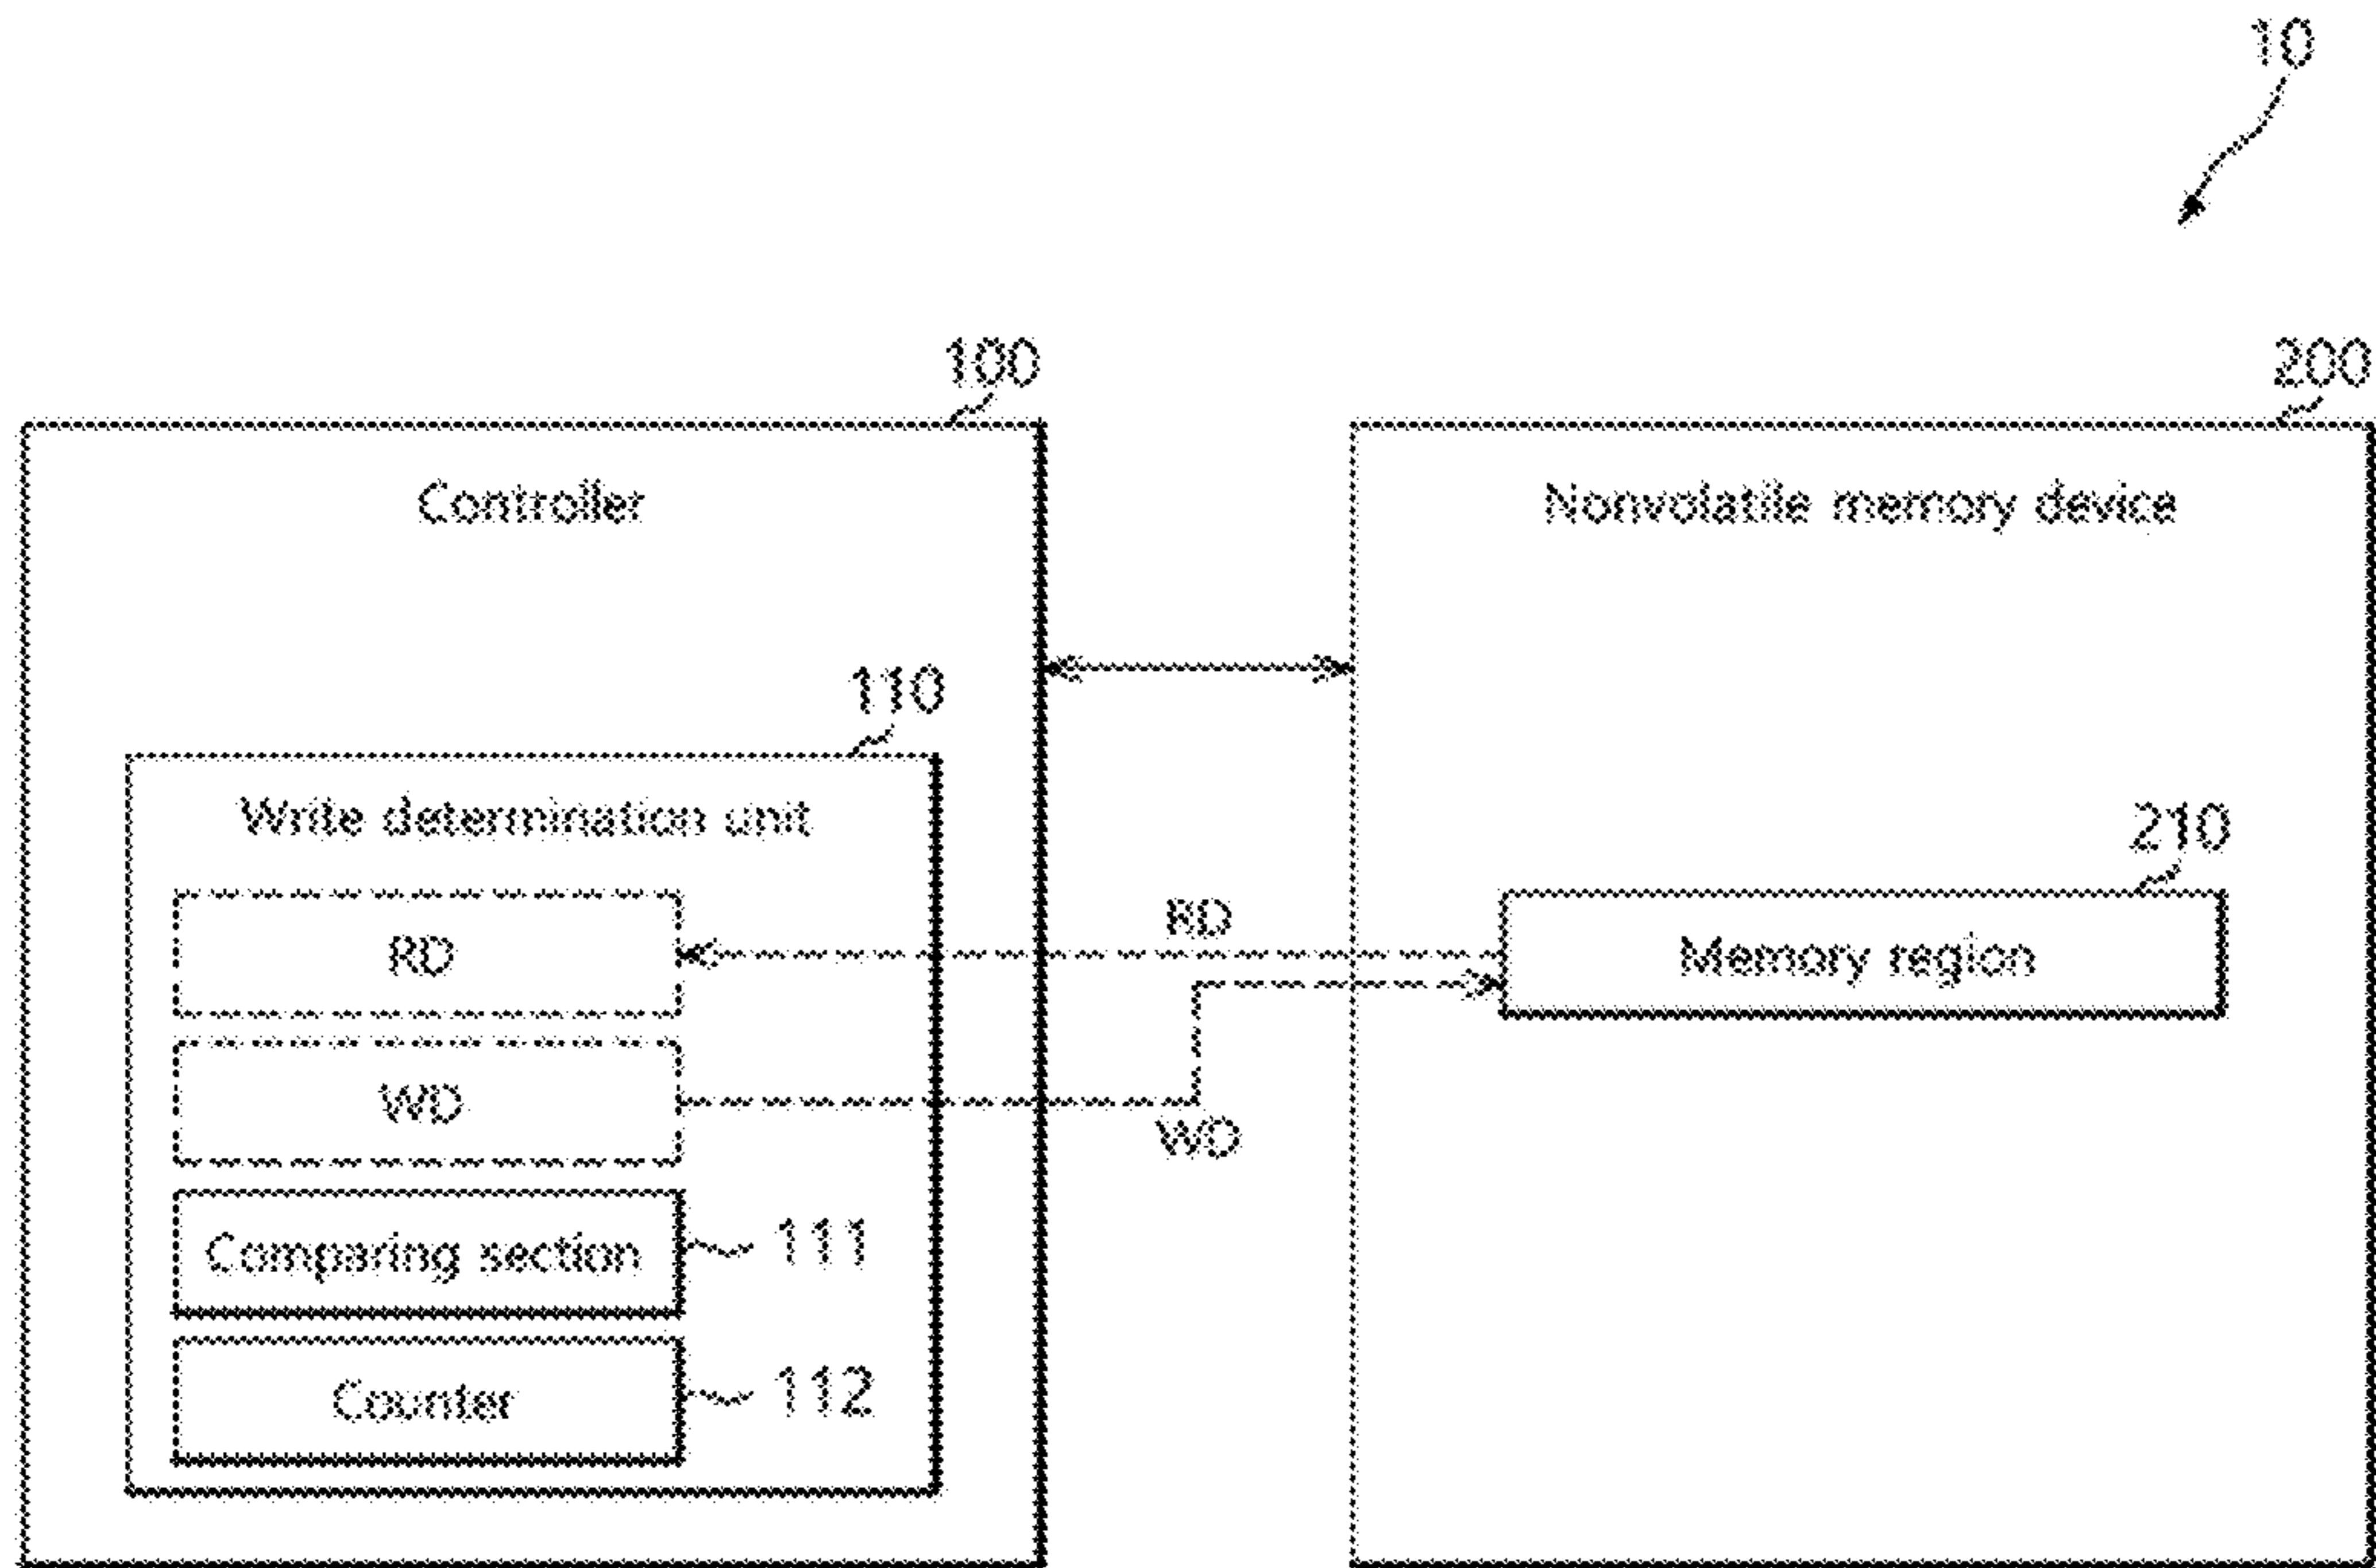 10
100
200
Controller
Nonvolatile memory device
110
Write determination unit
210
RD
RD
Memory region
WD
WD
Comparing section
111
Counter
112